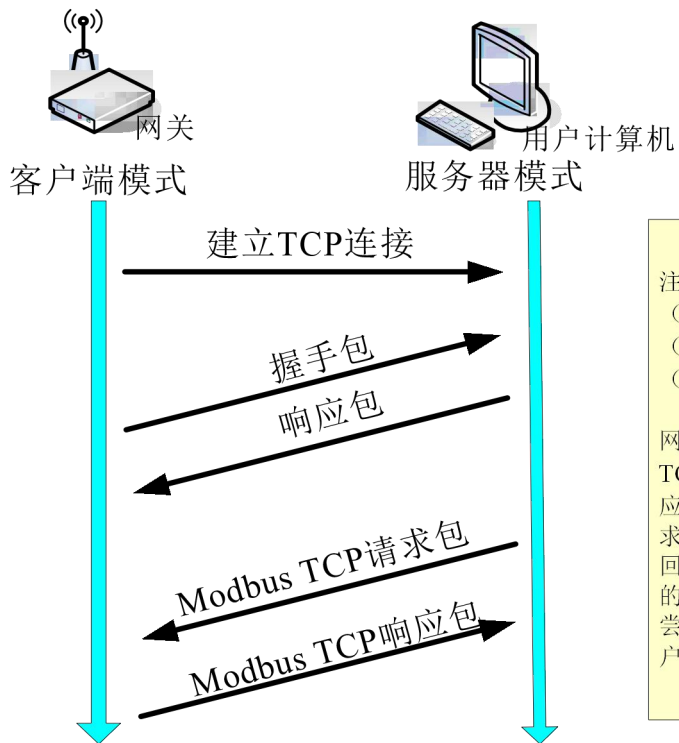 网关
用户计算机
客户端模式
服务器模式
建立TCP连接
握手包
响应包
Modbus TCP请求包
Modbus TCP响应包
注
（
（
（
网
TC
应
求
回
的
尝
户